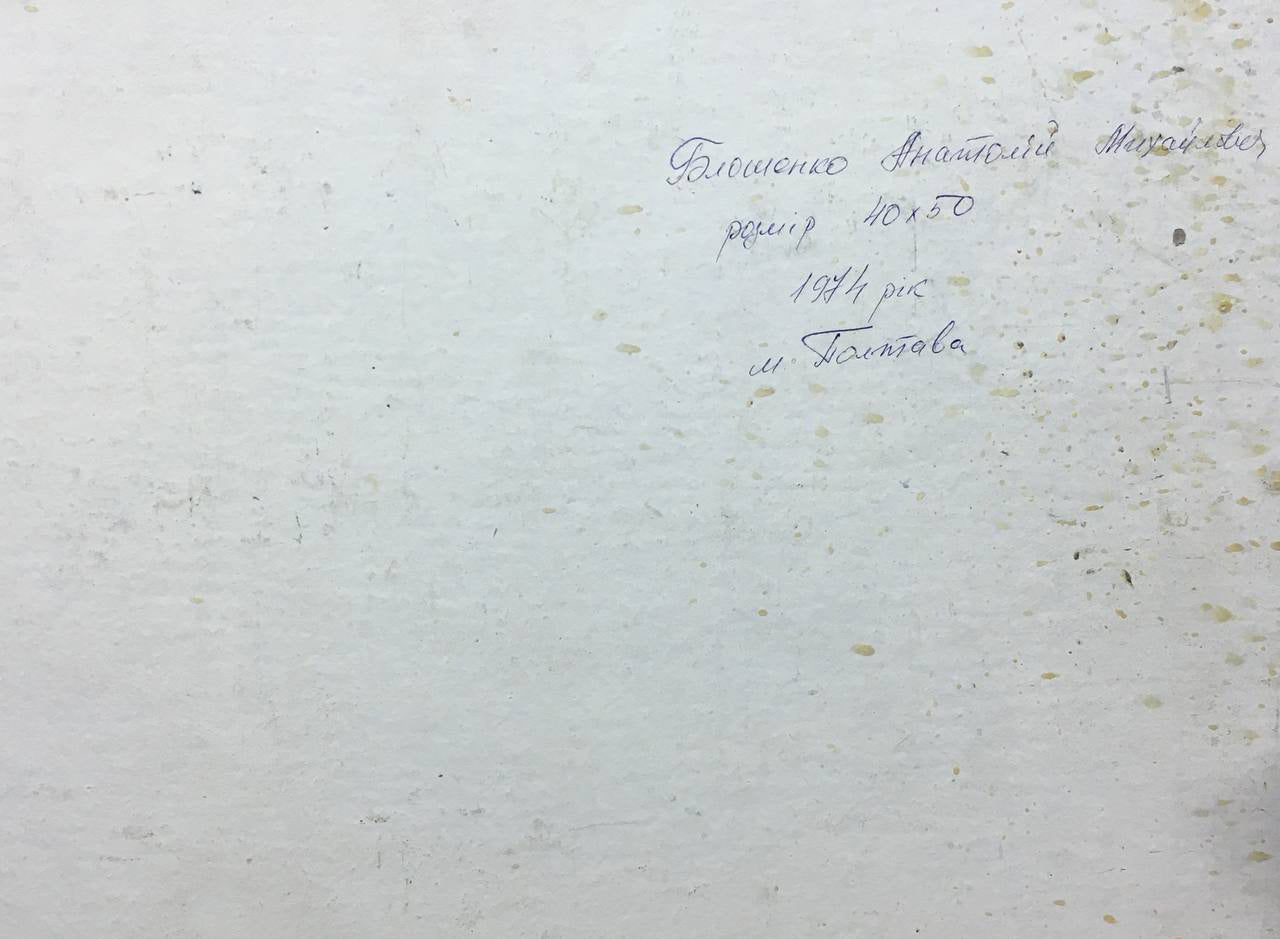 Блошенко Анатолій Михайлович
розмір 40х50
1974 рік
м. Полтава